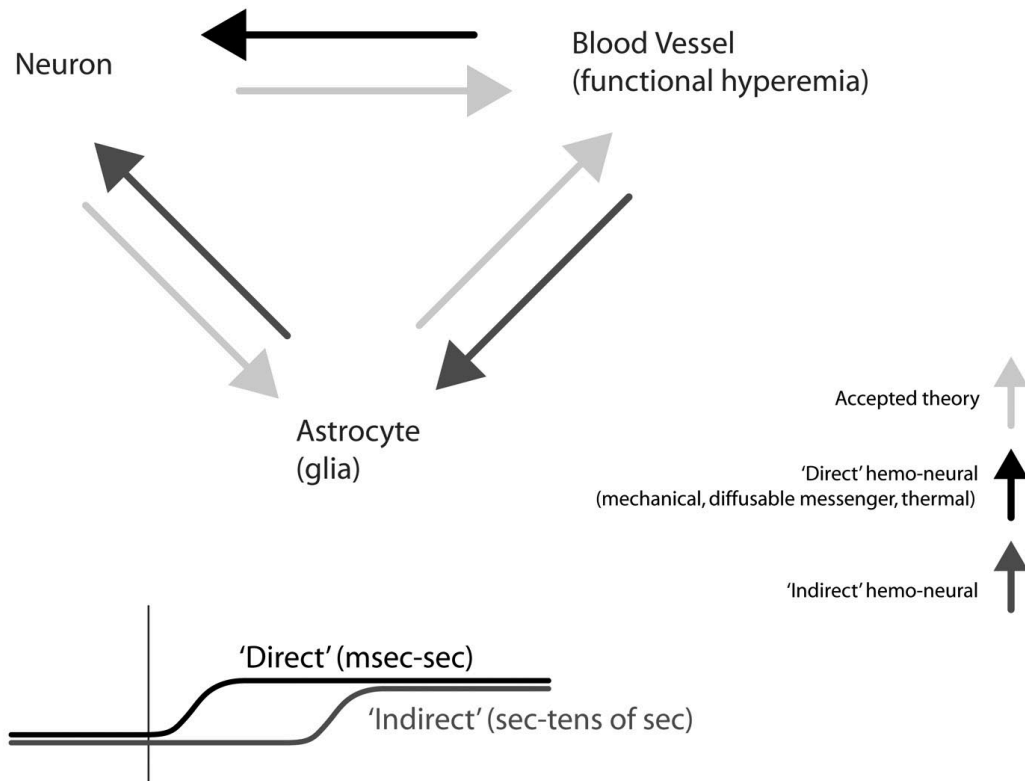 Neuron
Blood Vessel
(functional hyperemia)
Astrocyte
(glia)
Accepted theory
‘Direct’ hemo-neural
(mechanical, diffusable messenger, thermal)
‘Indirect’ hemo-neural
‘Direct’ (msec-sec)
‘Indirect’ (sec-tens of sec)